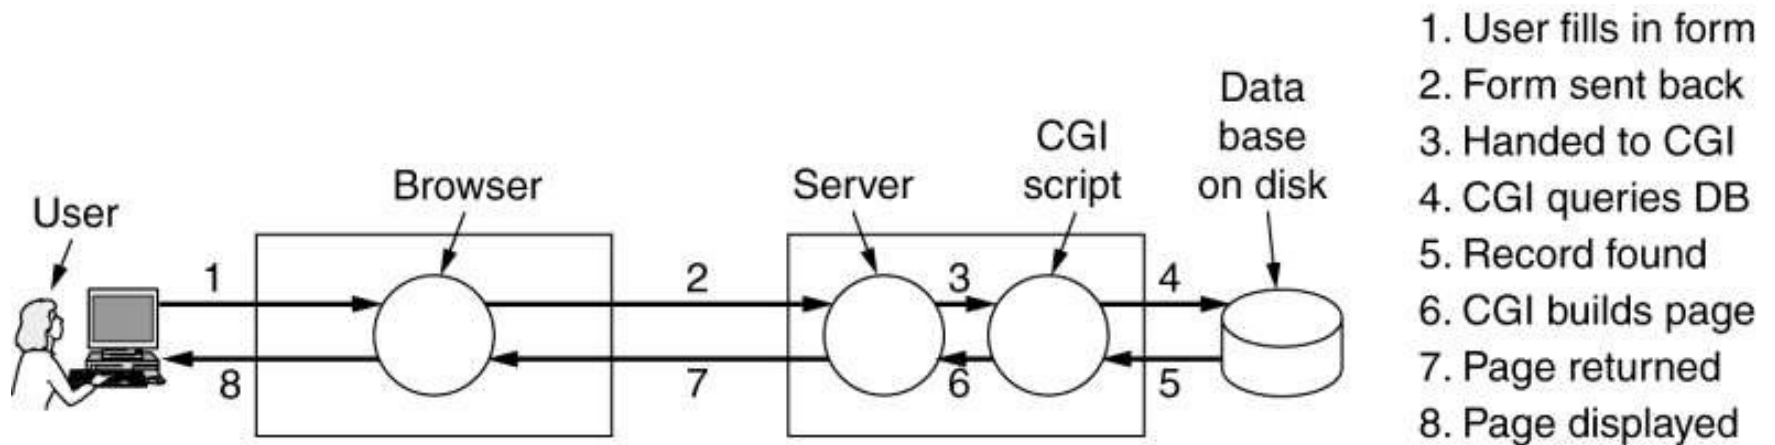 User
Browser
Server
CGI
script
Data
base
on disk
1
2
3
4
8
7
6
5
1. User fills in form
2. Form sent back
3. Handed to CGI
4. CGI queries DB
5. Record found
6. CGI builds page
7. Page returned
8. Page displayed